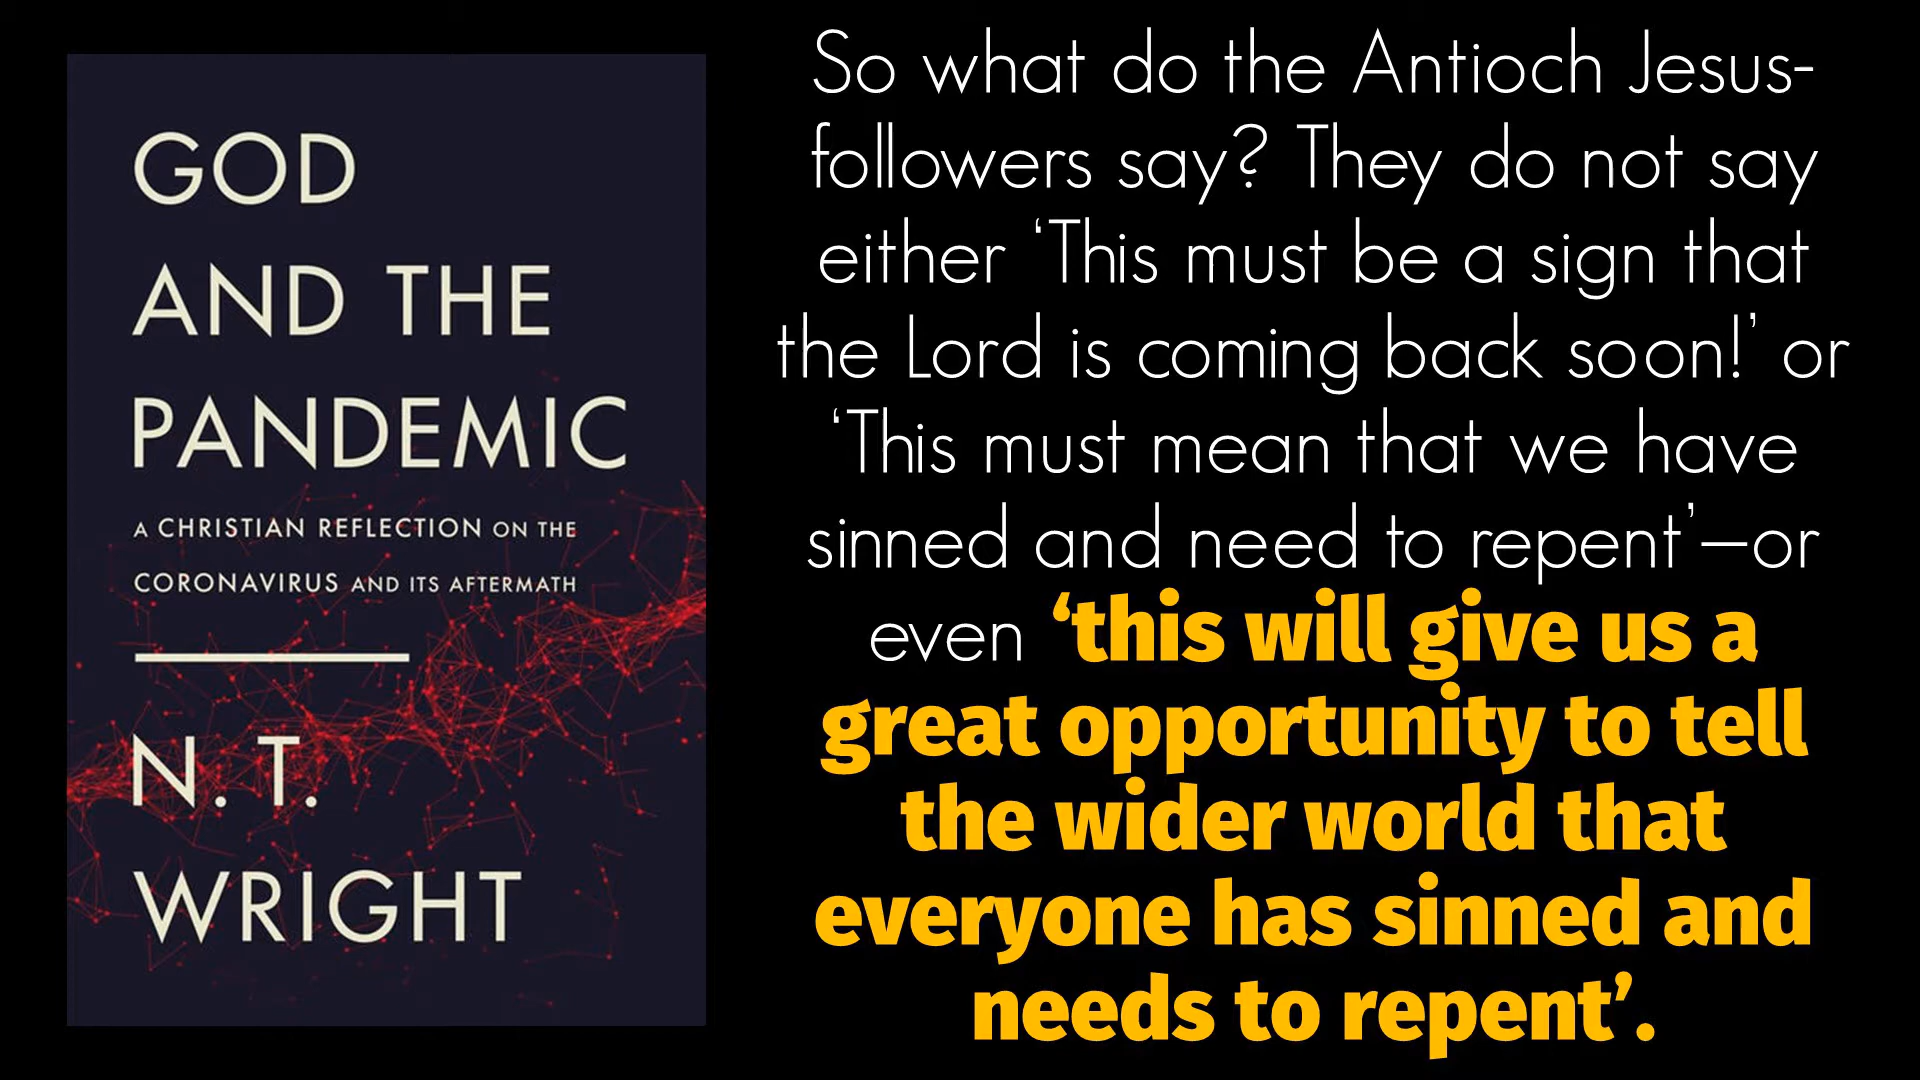 GOD
AND THE
PANDEMIC
A CHRISTIAN REFLECTION ON THE
CORONAVIRUS AND ITS AFTERMATH
N. T.
WRIGHT
So what do the Antioch Jesus-
followers say? They do not say
either ‘This must be a sign that
the Lord is coming back soon!’ or
‘This must mean that we have
sinned and need to repent’—or
even ‘this will give us a
great opportunity to tell
the wider world that
everyone has sinned and
needs to repent’.